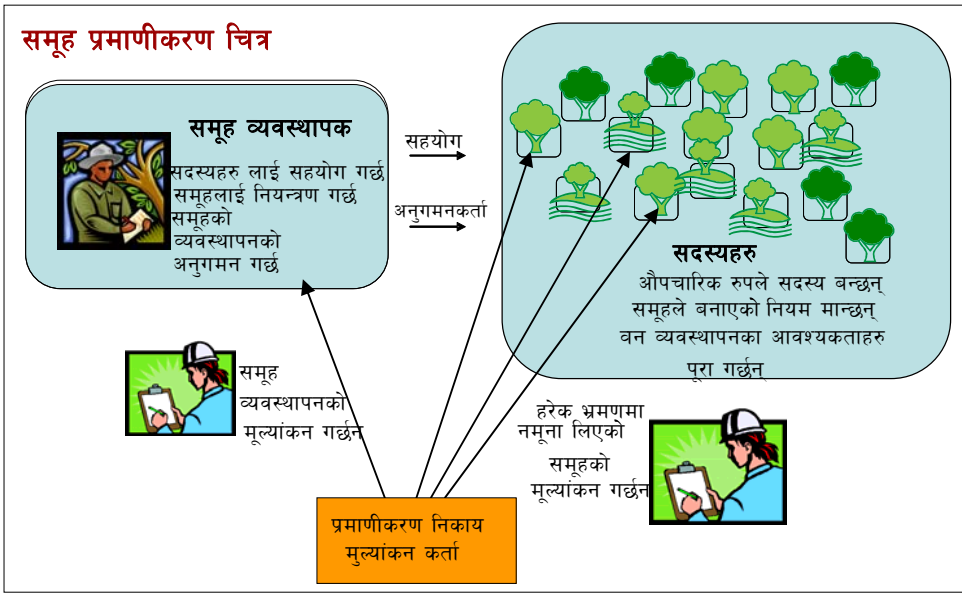 समूह प्रमाणीकरण चित्र
समूह व्यवस्थापक
सदस्यहरु लाई सहयोग गर्छ
समूहलाई नियन्त्रण गर्छ
समूहको
व्यवस्थापनको
अनुगमन गर्छ
सहयोग
अनुगमनकर्ता
सदस्यहरु
औपचारिक रुपले सदस्य बन्छन्
समूहले बनाएको नियम मान्छन्
वन व्यवस्थापनका आवश्यकताहरु
पूरा गर्छन्
समूह
व्यवस्थापनको
मूल्यांकन गर्छन
हरेक भ्रमणमा
नमूना लिएको
समूहको
मूल्यांकन गर्छन
प्रमाणीकरण निकाय
मुल्यांकन कर्ता